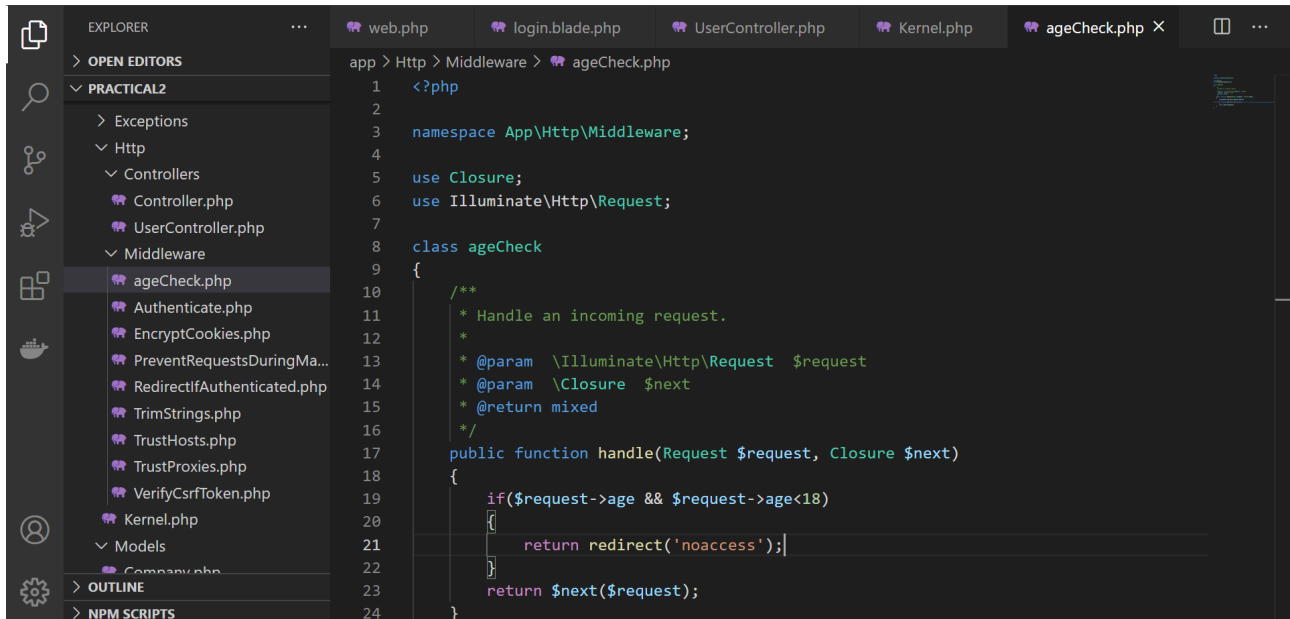 EXPLORER
OPEN EDITORS
PRACTICAL2
Exceptions
Http
Controllers
Controller.php
UserController.php
Middleware
ageCheck.php
Authenticate.php
EncryptCookies.php
PreventRequestsDuringMa...
RedirectIfAuthenticated.php
TrimStrings.php
TrustHosts.php
TrustProxies.php
VerifyCsrfToken.php
Kernel.php
Models
Company.php
OUTLINE
NPM SCRIPTS
web.php login.blade.php UserController.php Kernel.php ageCheck.php
app > Http > Middleware > ageCheck.php
1 <?php
2
3 namespace App\Http\Middleware;
4
5 use Closure;
6 use Illuminate\Http\Request;
7
8 class ageCheck
9 {
10 /**
11 * Handle an incoming request.
12 *
13 * @param \Illuminate\Http\Request $request
14 * @param \Closure $next
15 * @return mixed
16 */
17 public function handle(Request $request, Closure $next)
18 {
19 if($request->age && $request->age<18)
20 {
21 return redirect('noaccess');
22 }
23 return $next($request);
24 }